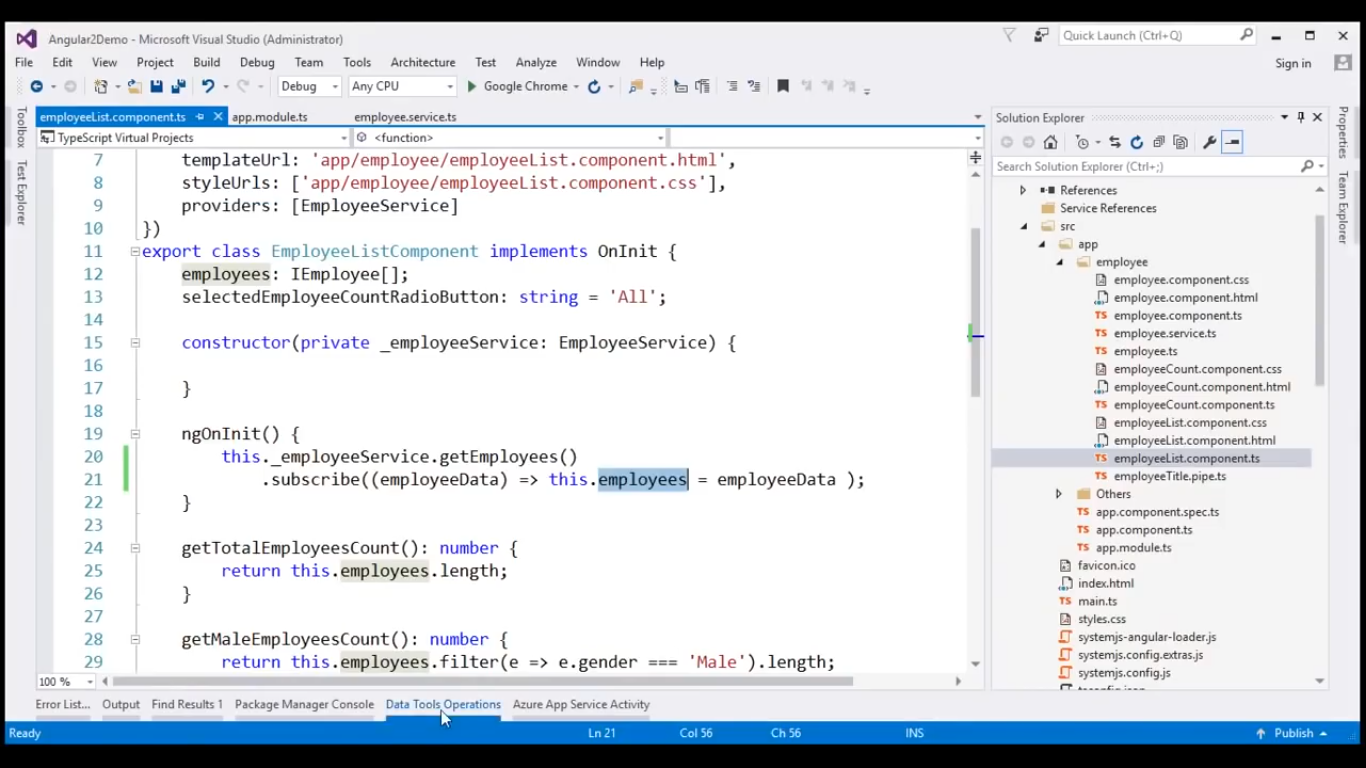 Angular2Demo - Microsoft Visual Studio (Administrator)
Quick Launch (Ctrl+Q)
File Edit View Project Build Debug Team Tools Architecture Test Analyze Window Help
Sign in
Debug Any CPU Google Chrome
Toolbox
Test Explorer
employeeList.component.ts app.module.ts employee.service.ts
TypeScript Virtual Projects <function>
7 templateUrl: 'app/employee/employeeList.component.html',
8 styleUrls: ['app/employee/employeeList.component.css'],
9 providers: [EmployeeService]
10 })
11 export class EmployeeListComponent implements OnInit {
12 employees: IEmployee[];
13 selectedEmployeeCountRadioButton: string = 'All';
14
15 constructor(private _employeeService: EmployeeService) {
16
17 }
18
19 ngOnInit() {
20 this._employeeService.getEmployees()
21 .subscribe((employeeData) => this.employees = employeeData );
22 }
23
24 getTotalEmployeesCount(): number {
25 return this.employees.length;
26 }
27
28 getMaleEmployeesCount(): number {
29 return this.employees.filter(e => e.gender === 'Male').length;
100 %
Solution Explorer
Search Solution Explorer (Ctrl+;)
References
Service References
src
app
employee
employee.component.css
employee.component.html
employee.component.ts
employee.service.ts
employee.ts
employeeCount.component.css
employeeCount.component.html
employeeCount.component.ts
employeeList.component.css
employeeList.component.html
employeeList.component.ts
employeeTitle.pipe.ts
Others
app.component.spec.ts
app.component.ts
app.module.ts
favicon.ico
index.html
main.ts
styles.css
systemjs-angular-loader.js
systemjs.config.extras.js
systemjs.config.js
Properties
Team Explorer
Error List... Output Find Results 1 Package Manager Console Data Tools Operations Azure App Service Activity
Ready Ln 21 Col 56 Ch 56 INS Publish